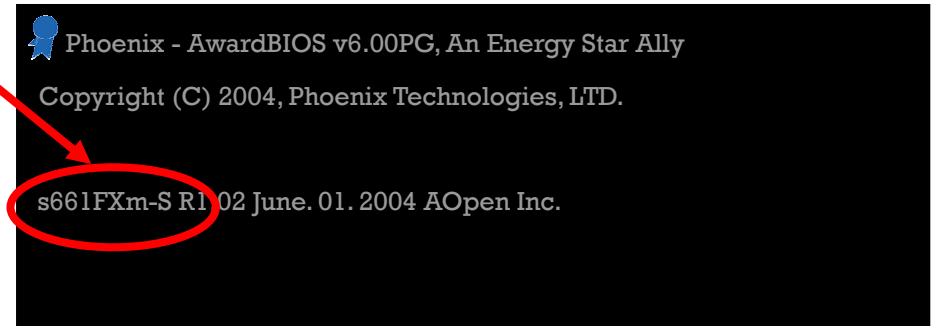 Phoenix - AwardBIOS v6.00PG, An Energy Star Ally
Copyright (C) 2004, Phoenix Technologies, LTD.
s661FXm-S R1.02 June. 01. 2004 AOpen Inc.